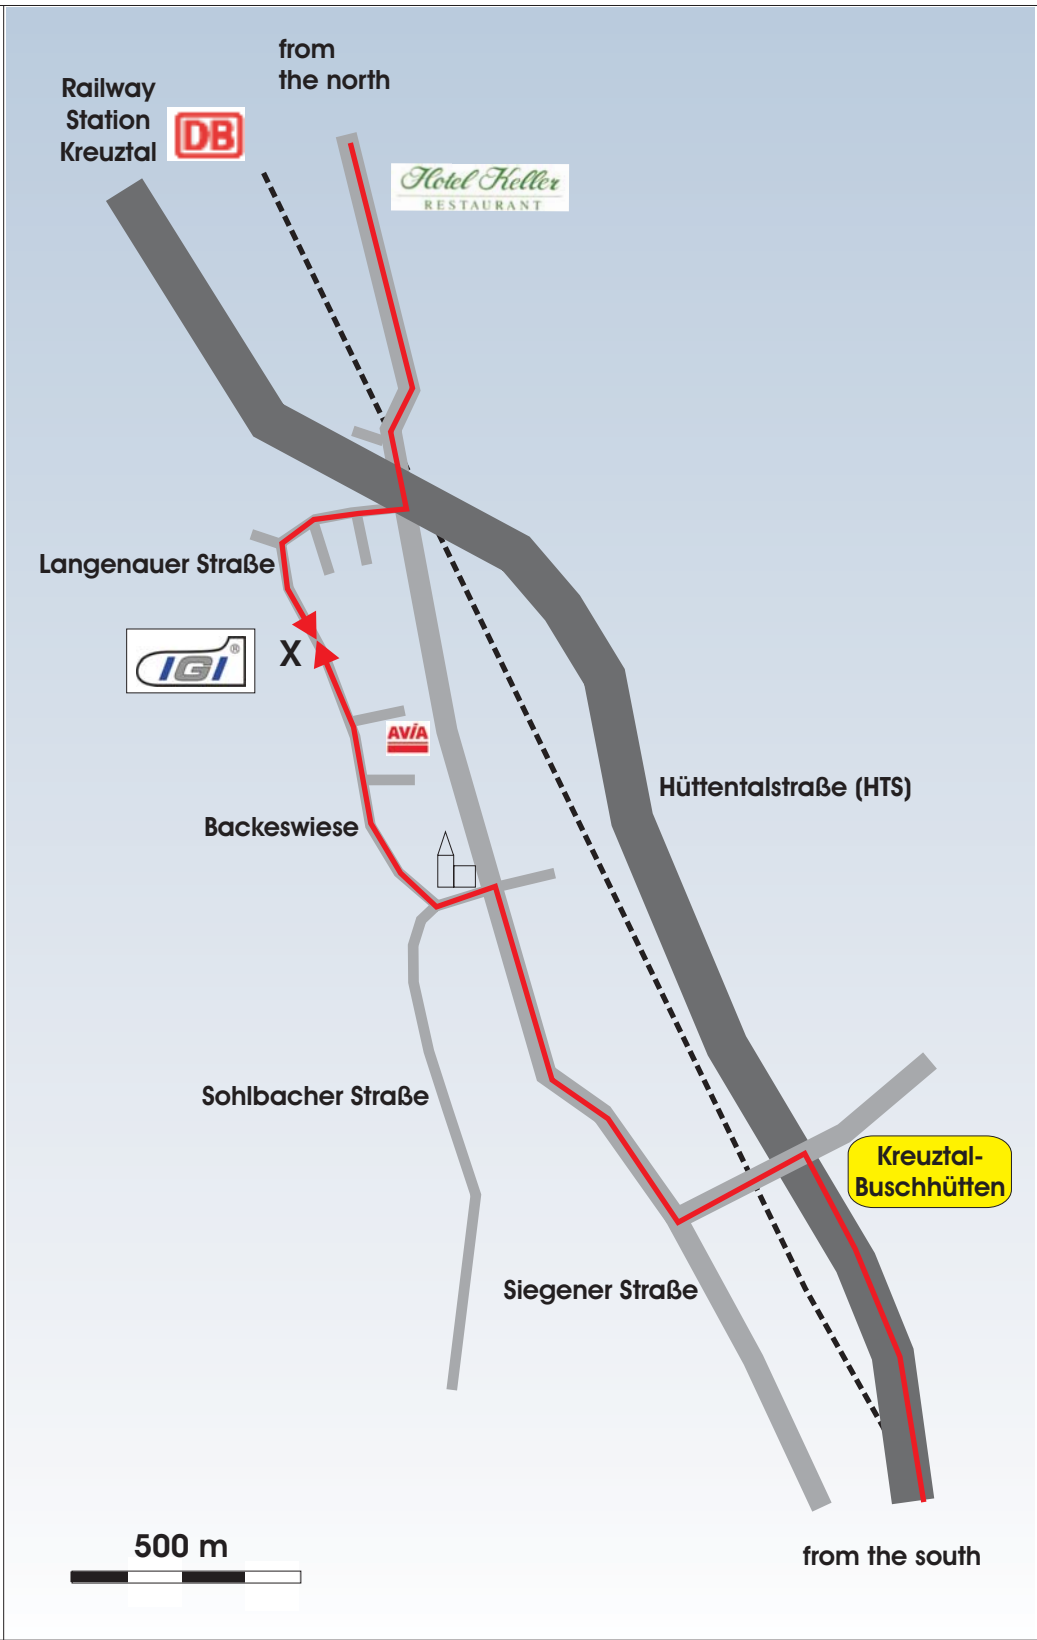 from
the north
Railway
Station
Kreuztal
DB
Hotel Keller
RESTAURANT
Langenauer Straße
IGI®
X
AVIA
Hüttentalstraße (HTS)
Backeswiese
Sohlbacher Straße
Kreuztal-
Buschhütten
Siegener Straße
500 m
from the south